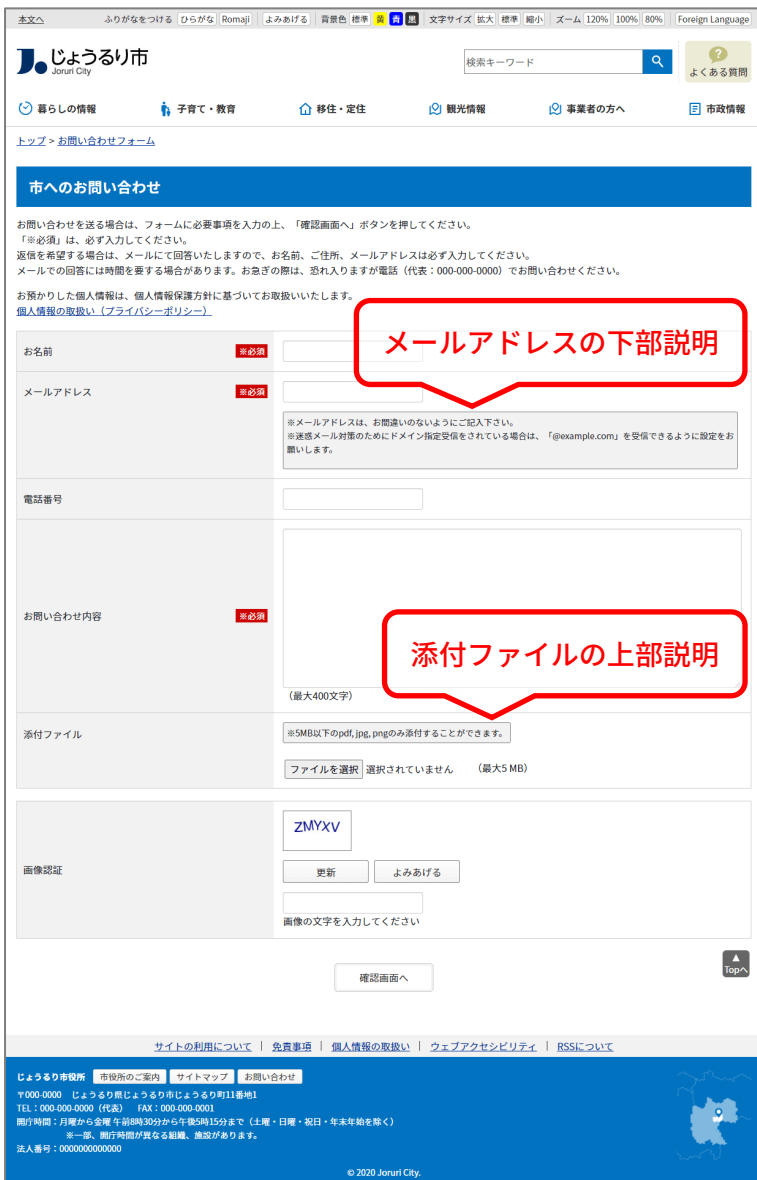 本文へ ふりがなをつける ひらがな Romaji よみあげる 背景色 標準 黄 青 黒 文字サイズ 拡大 標準 縮小 ズーム 120% 100% 80% Foreign Language
じょうるり市
Joruri City
検索キーワード
?
よくある質問
暮らしの情報 子育て・教育 移住・定住 観光情報 事業者の方へ 市政情報
トップ > お問い合わせフォーム
市へのお問い合わせ
お問い合わせを送る場合は、フォームに必要事項を入力の上、「確認画面へ」ボタンを押してください。
「※必須」は、必ず入力してください。
返信を希望する場合は、メールにて回答いたしますので、お名前、ご住所、メールアドレスは必ず入力してください。
メールでの回答には時間を要する場合があります。お急ぎの際は、恐れ入りますが電話（代表：000-000-0000）でお問い合わせください。
お預かりした個人情報は、個人情報保護方針に基づいてお取扱いいたします。
個人情報の取扱い（プライバシーポリシー）
メールアドレスの下部説明
お名前 ※必須
メールアドレス ※必須
※メールアドレスは、お間違いのないようにご記入下さい。
※迷惑メール対策のためにドメイン指定受信をされている場合は、「@example.com」を受信できるように設定をお
願いします。
電話番号
お問い合わせ内容 ※必須
添付ファイルの上部説明
（最大400文字）
添付ファイル
※5MB以下のpdf, jpg, pngのみ添付することができます。
ファイルを選択 選択されていません （最大5 MB）
ZMYXV
画像認証
更新 よみあげる
画像の文字を入力してください
▲
Topへ
確認画面へ
サイトの利用について | 免責事項 | 個人情報の取扱い | ウェブアクセシビリティ | RSSについて
じょうるり市役所 市役所のご案内 サイトマップ お問い合わせ
〒000-0000 じょうるり県じょうるり市じょうるり町11番地1
TEL：000-000-0000（代表） FAX：000-000-0001
開庁時間：月曜から金曜 午前8時30分から午後5時15分まで（土曜・日曜・祝日・年末年始を除く）
※一部、開庁時間が異なる組織、施設があります。
法人番号：0000000000000
© 2020 Joruri City.